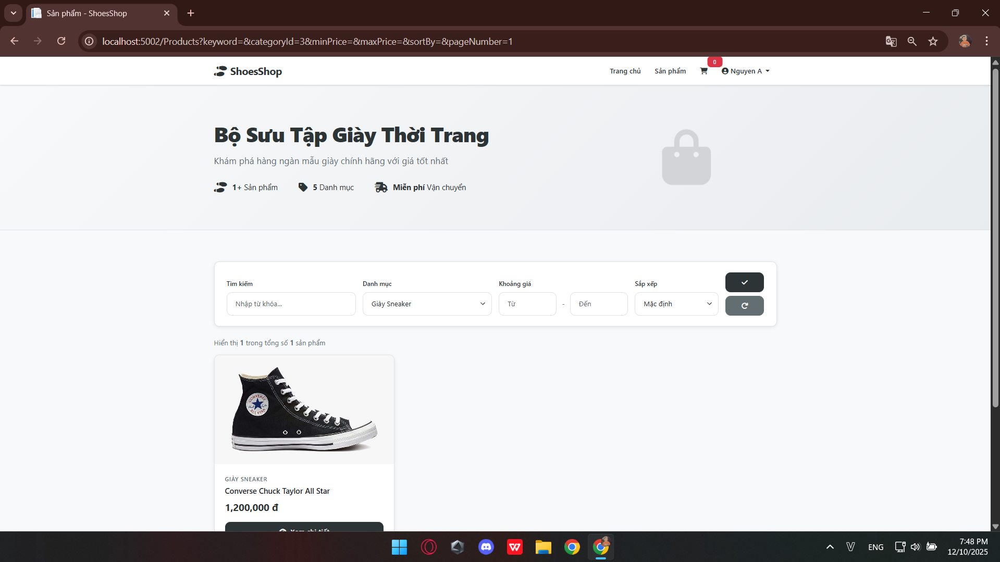 Sản phẩm - ShoesShop
localhost:5002/Products?keyword=&categoryId=3&minPrice=&maxPrice=&sortBy=&pageNumber=1
ShoesShop
Trang chủ
Sản phẩm
0
Nguyen A
Bộ Sưu Tập Giày Thời Trang
Khám phá hàng ngàn mẫu giày chính hãng với giá tốt nhất
1+ Sản phẩm
5 Danh mục
Miễn phí Vận chuyển
Tìm kiếm
Danh mục
Khoảng giá
Sắp xếp
Nhập từ khóa...
Giày Sneaker
Từ
-
Đến
Mặc định
Hiển thị 1 trong tổng số 1 sản phẩm
CONVERSE
ALL STAR
GIÀY SNEAKER
Converse Chuck Taylor All Star
1,200,000 đ
Xem chi tiết
ENG
7:48 PM
12/10/2025